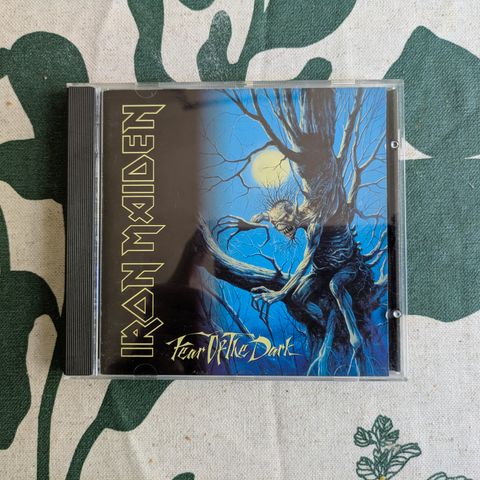 IRON MAIDEN
Fear Of The Dark